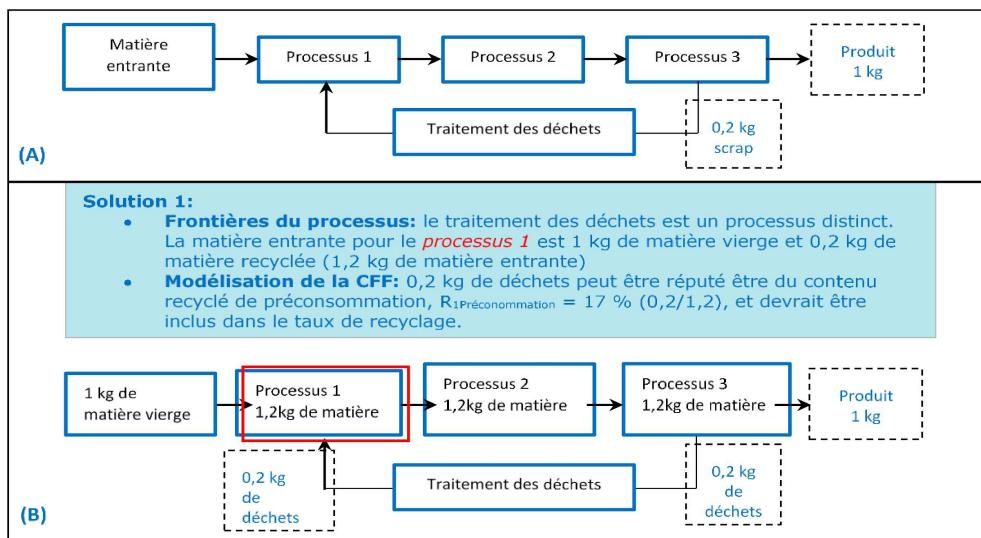 Matière
entrante
Processus 1
Processus 2
Processus 3
Produit
1 kg
Traitement des déchets
0,2 kg
scrap
(A)
Solution 1:
• Frontières du processus: le traitement des déchets est un processus distinct.
La matière entrante pour le processus 1 est 1 kg de matière vierge et 0,2 kg de
matière recyclée (1,2 kg de matière entrante)
• Modélisation de la CFF: 0,2 kg de déchets peut être réputé être du contenu
recyclé de préconsommation, R1Préconommation = 17 % (0,2/1,2), et devrait être
inclus dans le taux de recyclage.
1 kg de
matière vierge
Processus 1
1,2kg de matière
Processus 2
1,2kg de matière
Processus 3
1,2kg de matière
Produit
1 kg
0,2 kg
de
déchets
Traitement des déchets
0,2 kg
de
déchets
(B)